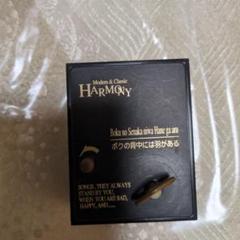 Modern & Classic
HARMONY
Boku no Senaka niwa Hane ga aru
ボクの背中には羽がある
SONGS, THEY ALWAYS
STAND BY YOU,
WHEN YOU ARE SAD,
HAPPY, AND......